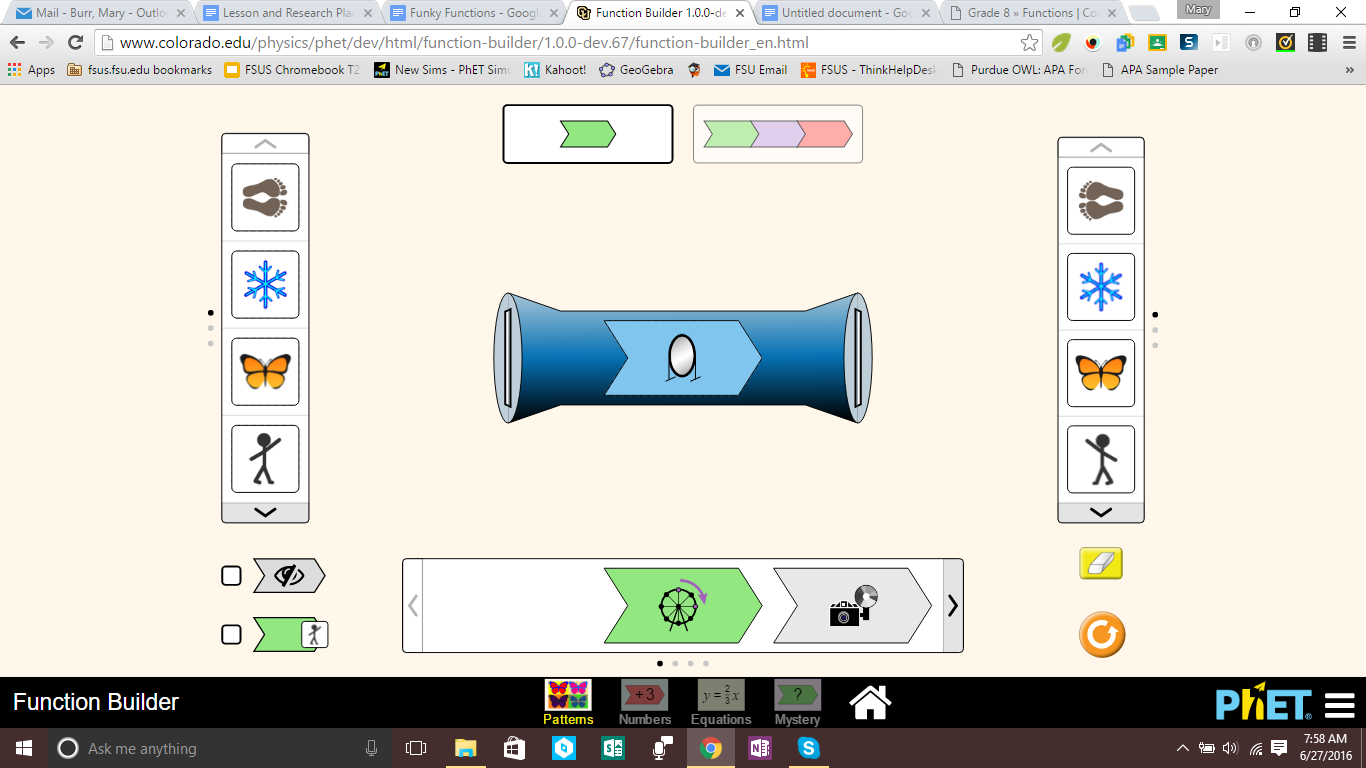 Mail - Burr, Mary - Outlo
Lesson and Research Pla
Funky Functions - Googl
Function Builder 1.0.0-de
Untitled document - Goo
Grade 8 » Functions | Co
Mary
www.colorado.edu/physics/phet/dev/html/function-builder/1.0.0-dev.67/function-builder_en.html
Apps
fsus.fsu.edu bookmarks
FSUS Chromebook T2
New Sims - PhET Sim
Kahoot!
GeoGebra
FSU Email
FSUS - ThinkHelpDesk
Purdue OWL: APA For
APA Sample Paper
»
Function Builder
+3
y = 2/3 x
?
Patterns
Numbers
Equations
Mystery
PhET
Ask me anything
7:58 AM
6/27/2016